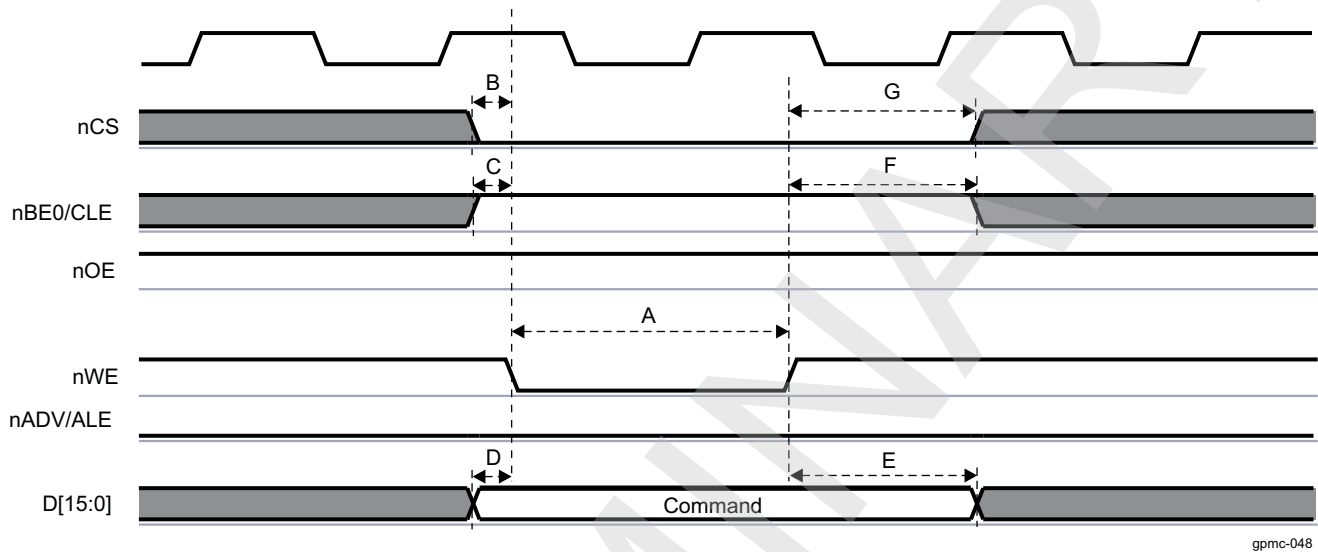 B
G
nCS
C
F
nBE0/CLE
nOE
A
nWE
nADV/ALE
D
E
D[15:0]
Command
gpmc-048